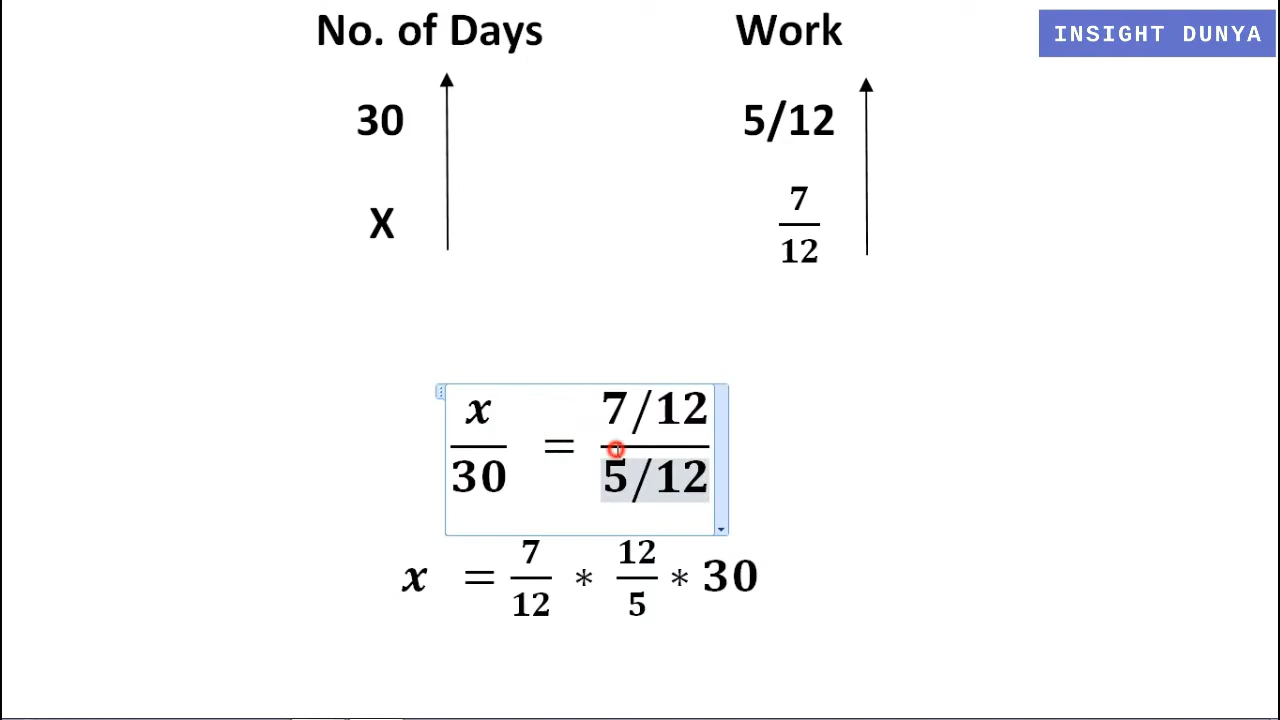 No. of Days Work
INSIGHT DUNYA
30 5/12
X 7/12
x/30 = (7/12)/(5/12)
x = 7/12 * 12/5 * 30